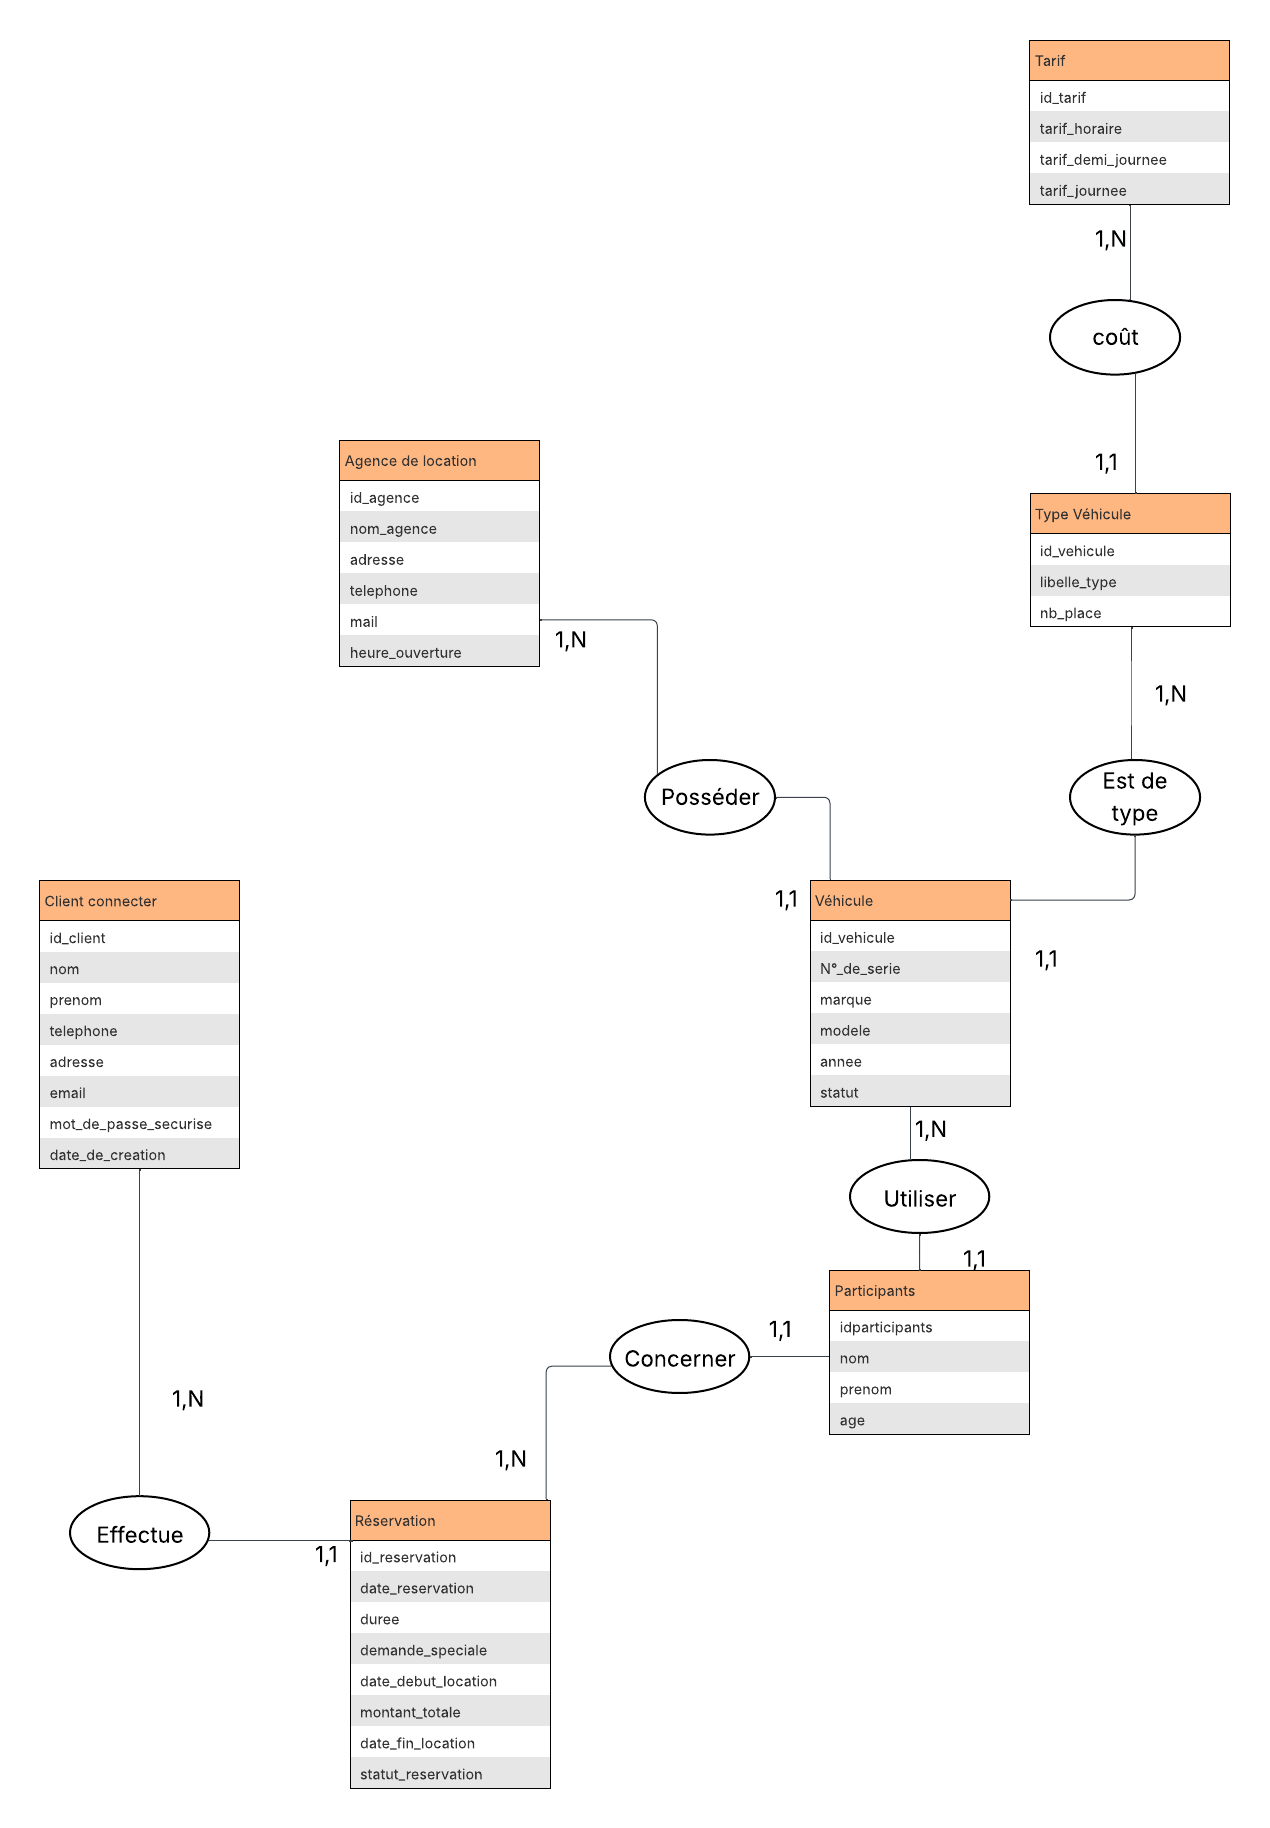 Tarif
id_tarif
tarif_horaire
tarif_demi_journee
tarif_journee
1,N
coût
1,1
Type Véhicule
id_vehicule
libelle_type
nb_place
1,N
Est de
type
Agence de location
id_agence
nom_agence
adresse
telephone
mail
heure_ouverture
1,N
Posséder
1,1
Véhicule
id_vehicule
N°_de_serie
marque
modele
annee
statut
1,1
1,N
Utiliser
1,1
Participants
idparticipants
nom
prenom
age
1,1
Concerner
1,N
Client connecter
id_client
nom
prenom
telephone
adresse
email
mot_de_passe_securise
date_de_creation
1,N
Effectue
1,1
Réservation
id_reservation
date_reservation
duree
demande_speciale
date_debut_location
montant_totale
date_fin_location
statut_reservation